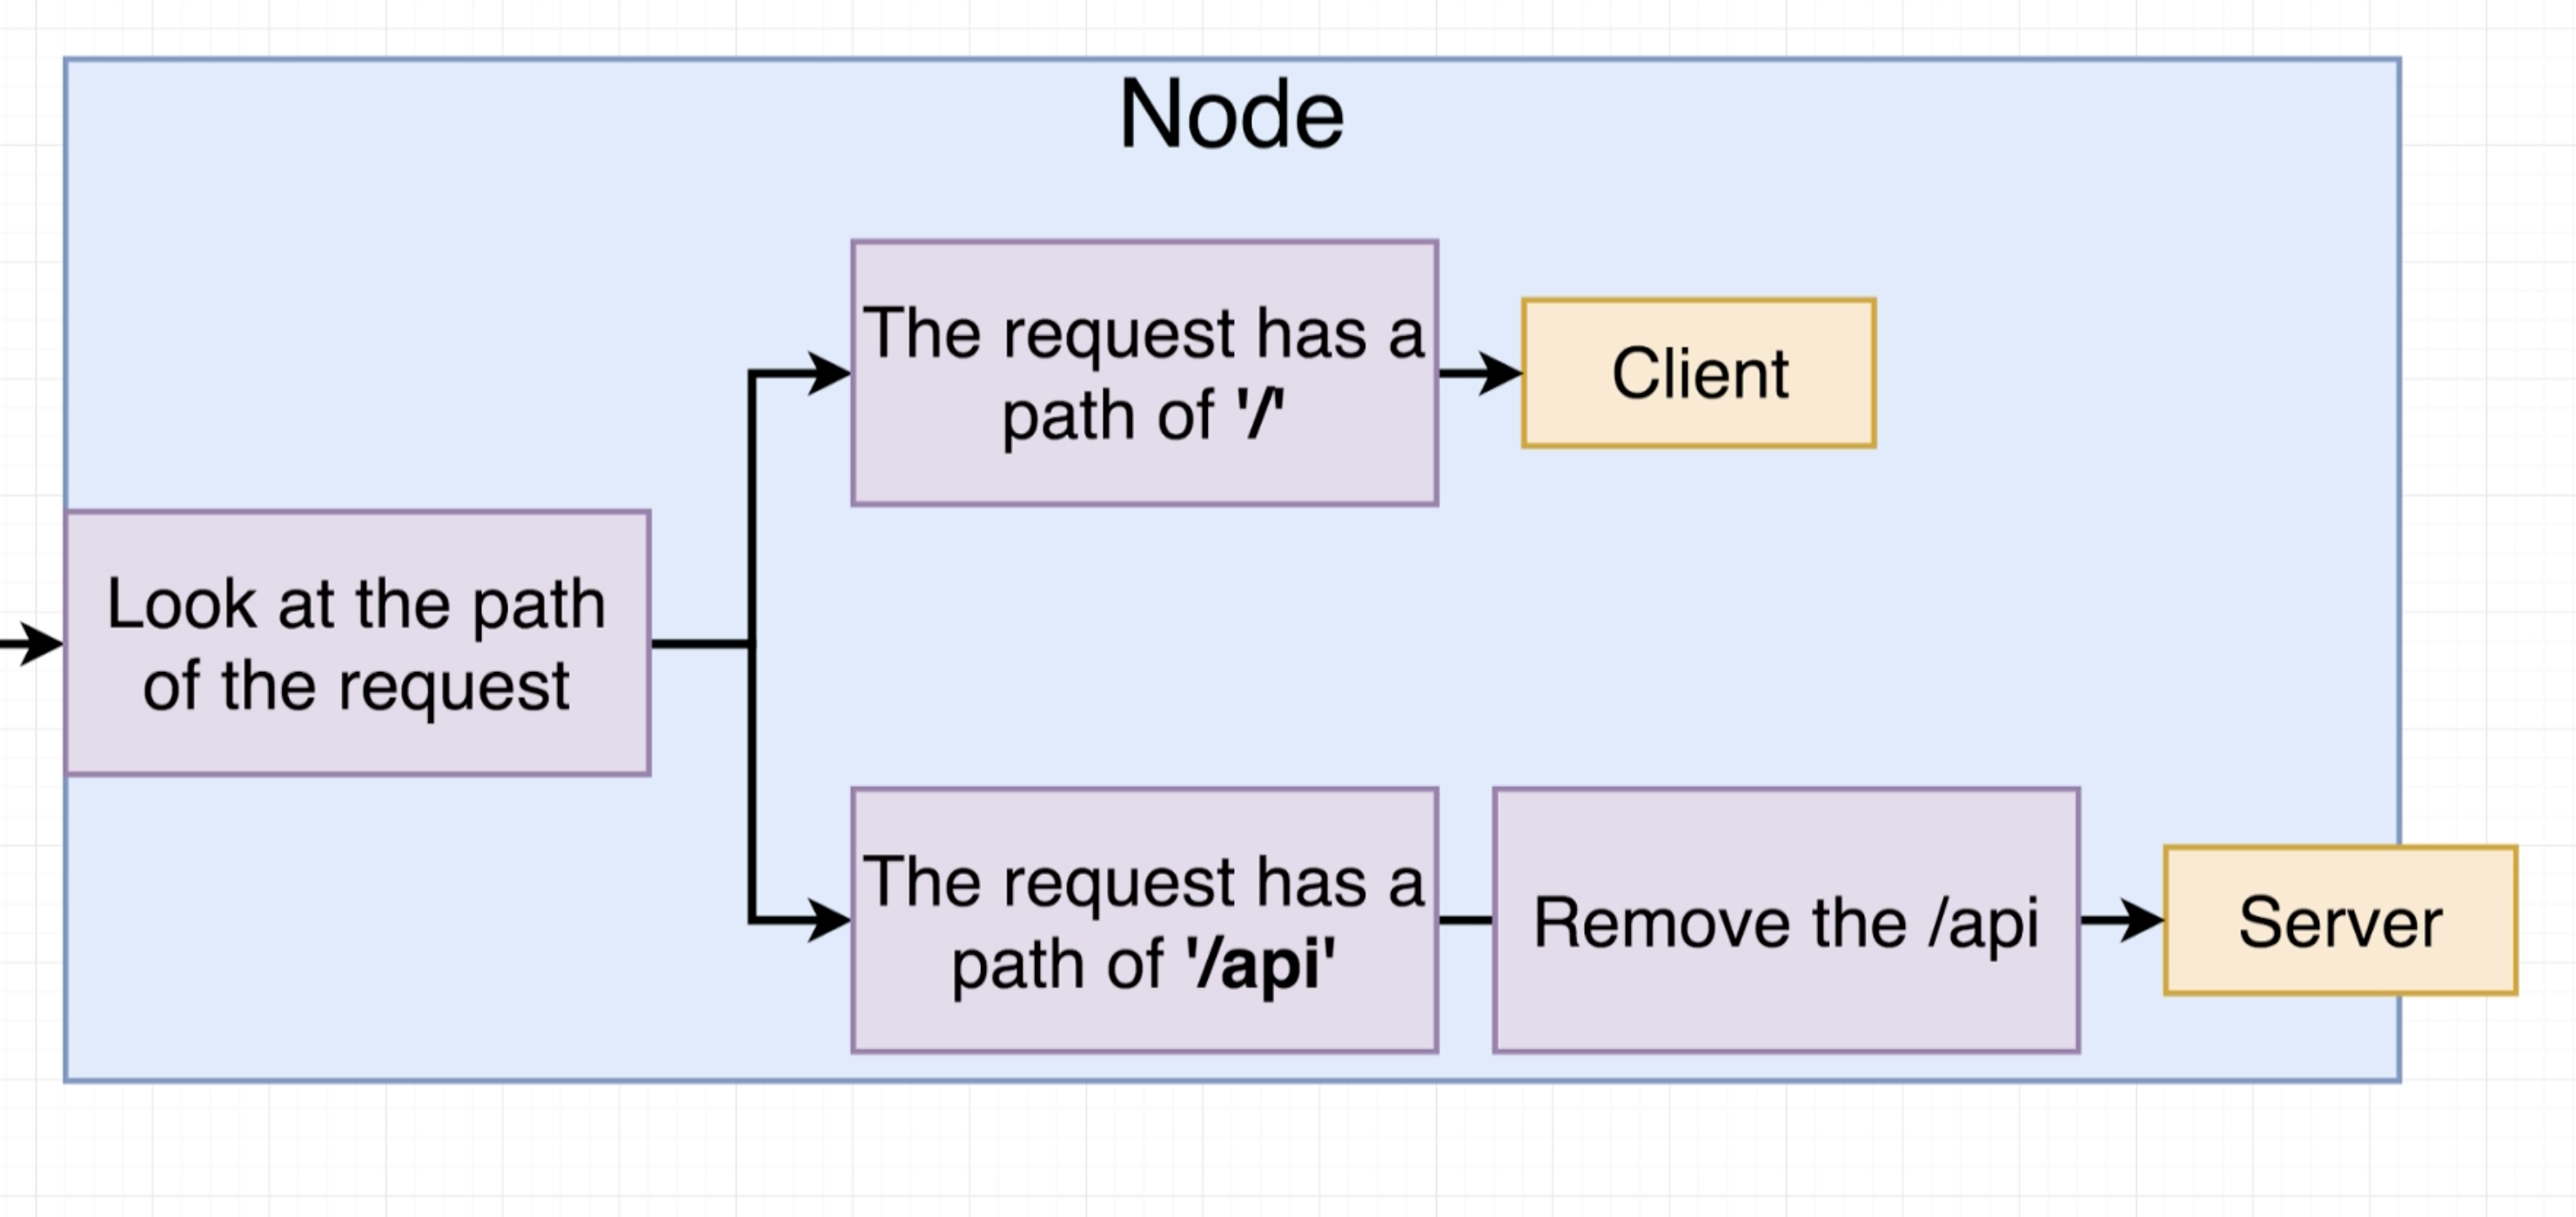 Node
The request has a
path of '/'
Client
Look at the path
of the request
The request has a
path of '/api'
Remove the /api
Server